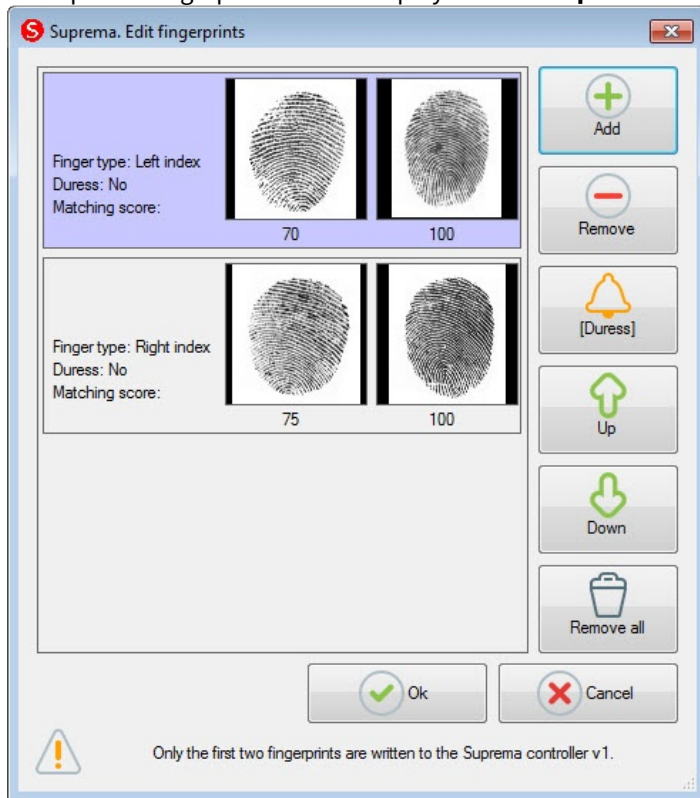 Suprema. Edit fingerprints
Finger type: Left index
Duress: No
Matching score:
70
100
Finger type: Right index
Duress: No
Matching score:
75
100
Add
Remove
[Duress]
Up
Down
Remove all
Ok
Cancel
Only the first two fingerprints are written to the Suprema controller v1.